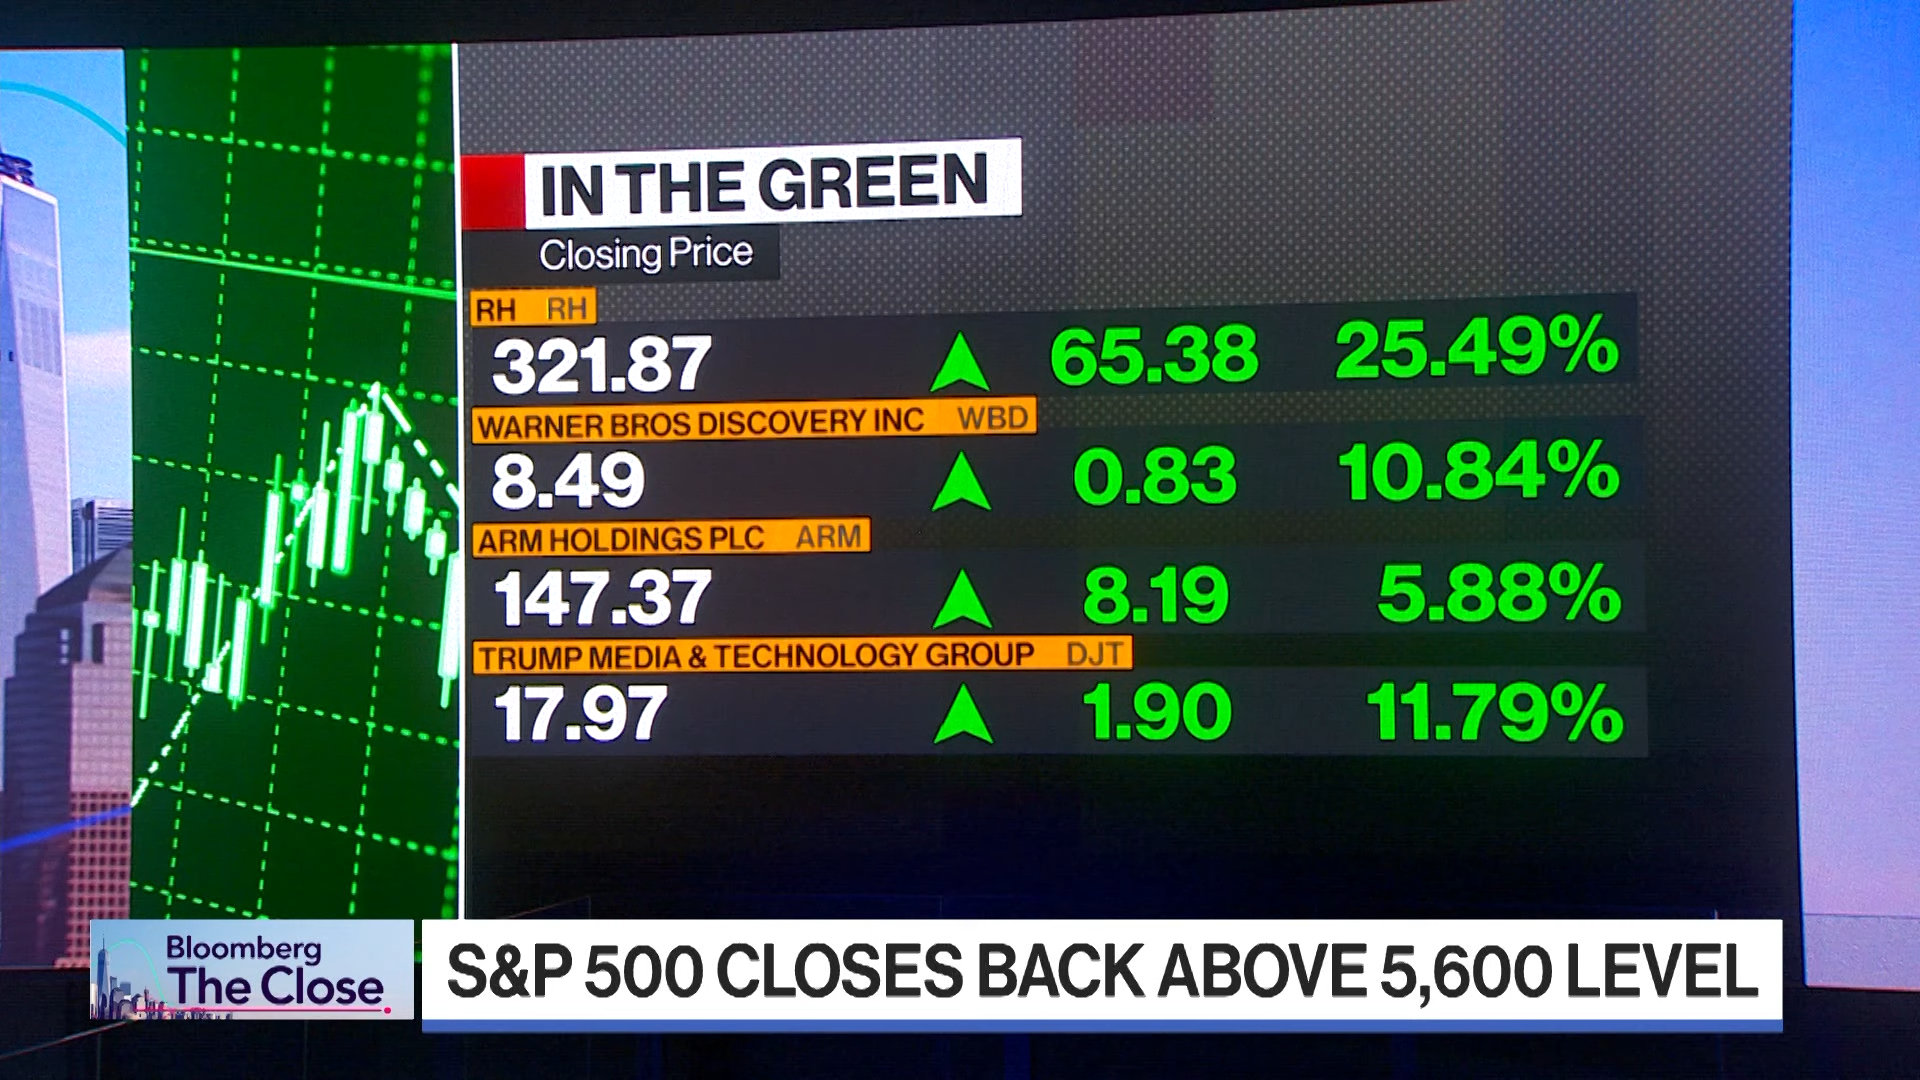 IN THE GREEN
Closing Price
RH RH
321.87 65.38 25.49%
WARNER BROS DISCOVERY INC WBD
8.49 0.83 10.84%
ARM HOLDINGS PLC ARM
147.37 8.19 5.88%
TRUMP MEDIA & TECHNOLOGY GROUP DJT
17.97 1.90 11.79%
Bloomberg
The Close
S&P 500 CLOSES BACK ABOVE 5,600 LEVEL